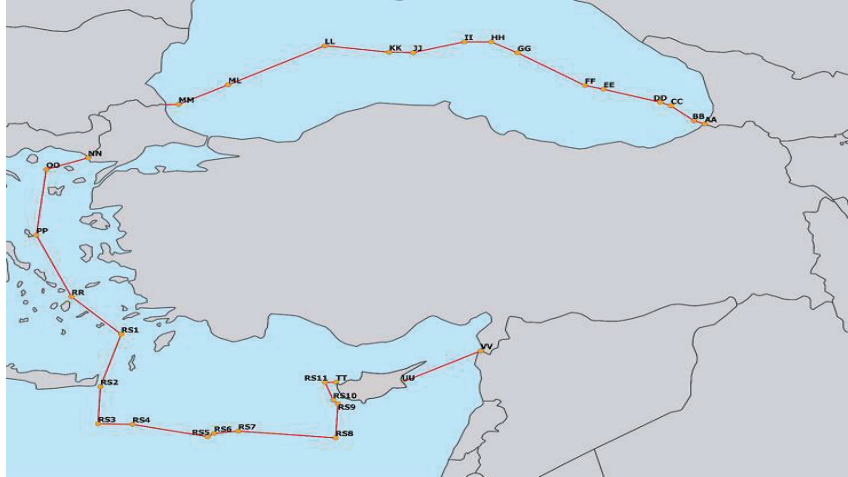 LL
II
HH
KK
JJ
GG
ML
FF
EE
MM
DD
CC
BB
AA
NN
OO
PP
RR
RS1
VV
RS11
TT
UU
RS2
RS10
RS9
RS3
RS4
RS5
RS6
RS7
RS8